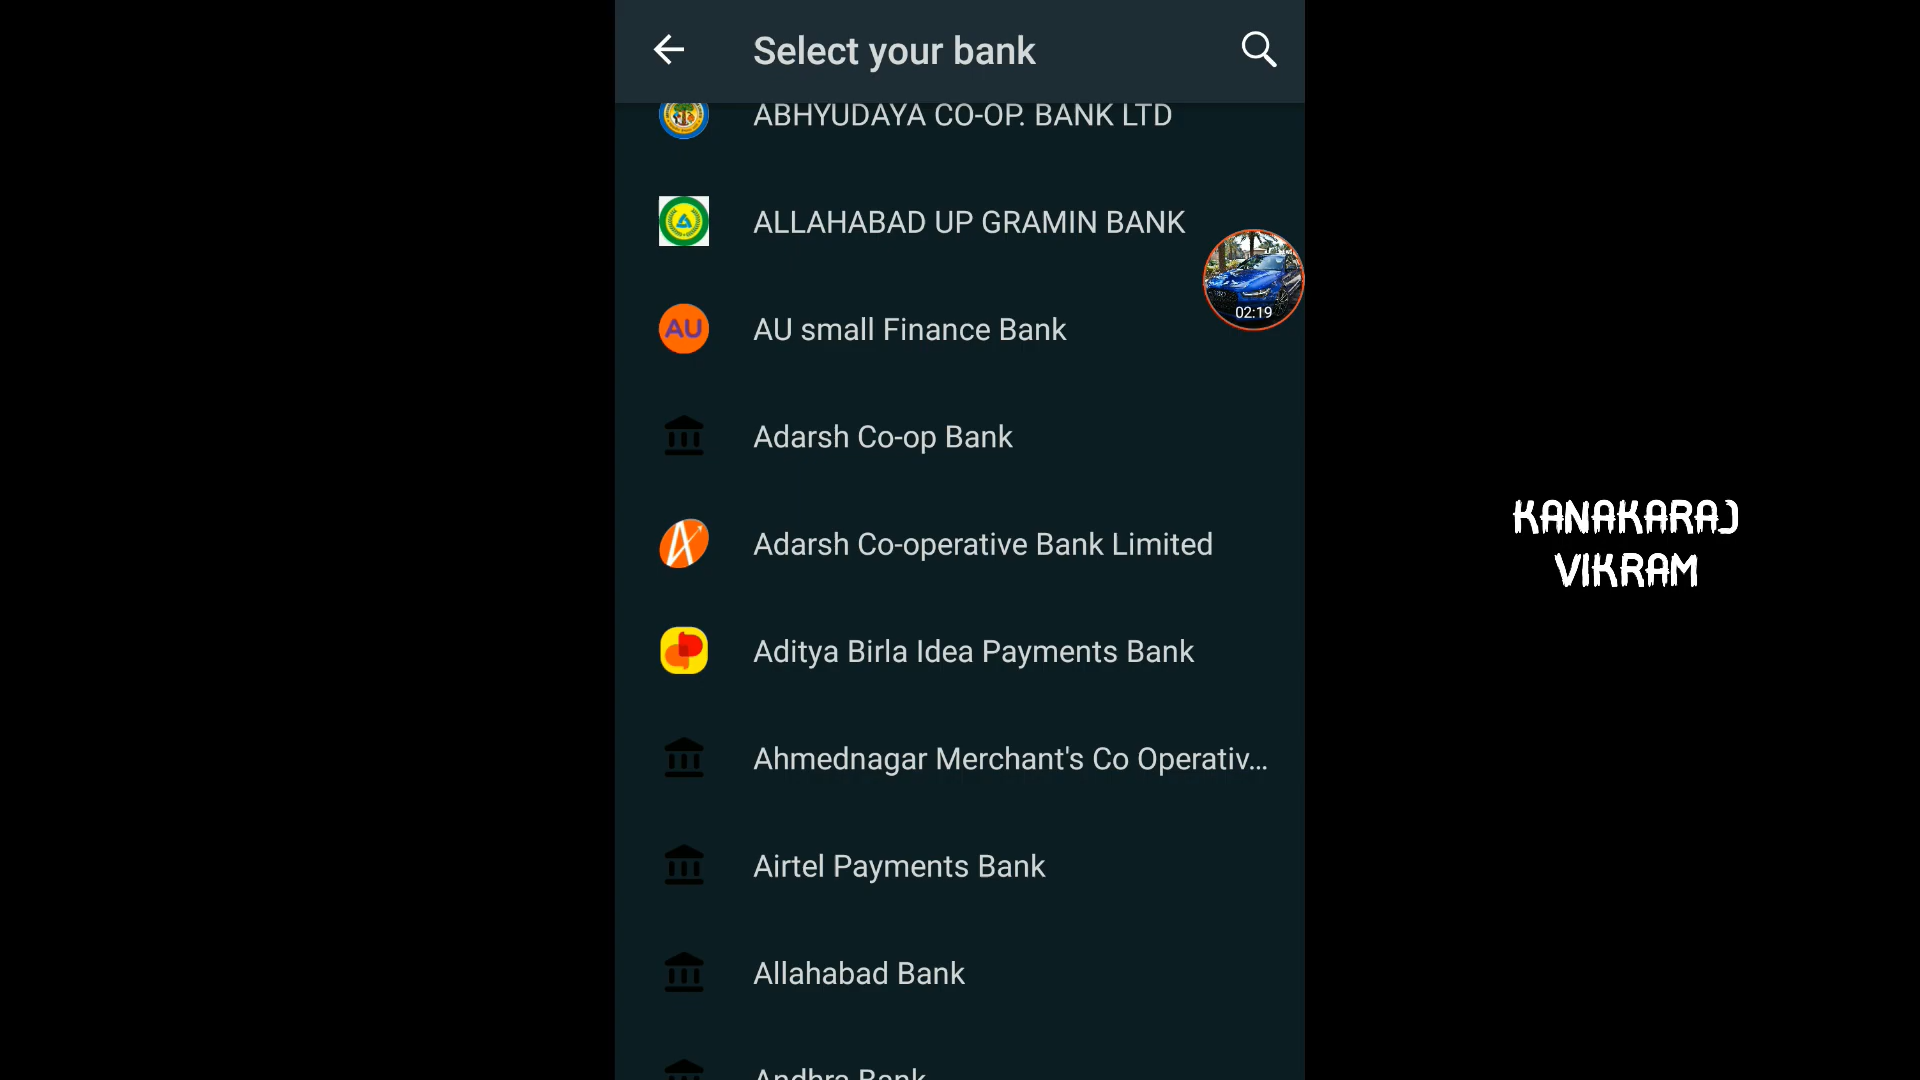 Select your bank
ABHYUDAYA CO-OP. BANK LTD
ALLAHABAD UP GRAMIN BANK
02:19
AU
AU small Finance Bank
Adarsh Co-op Bank
Adarsh Co-operative Bank Limited
Aditya Birla Idea Payments Bank
Ahmednagar Merchant's Co Operativ...
Airtel Payments Bank
Allahabad Bank
Andhra Bank
KANAKARAJ
VIKRAM